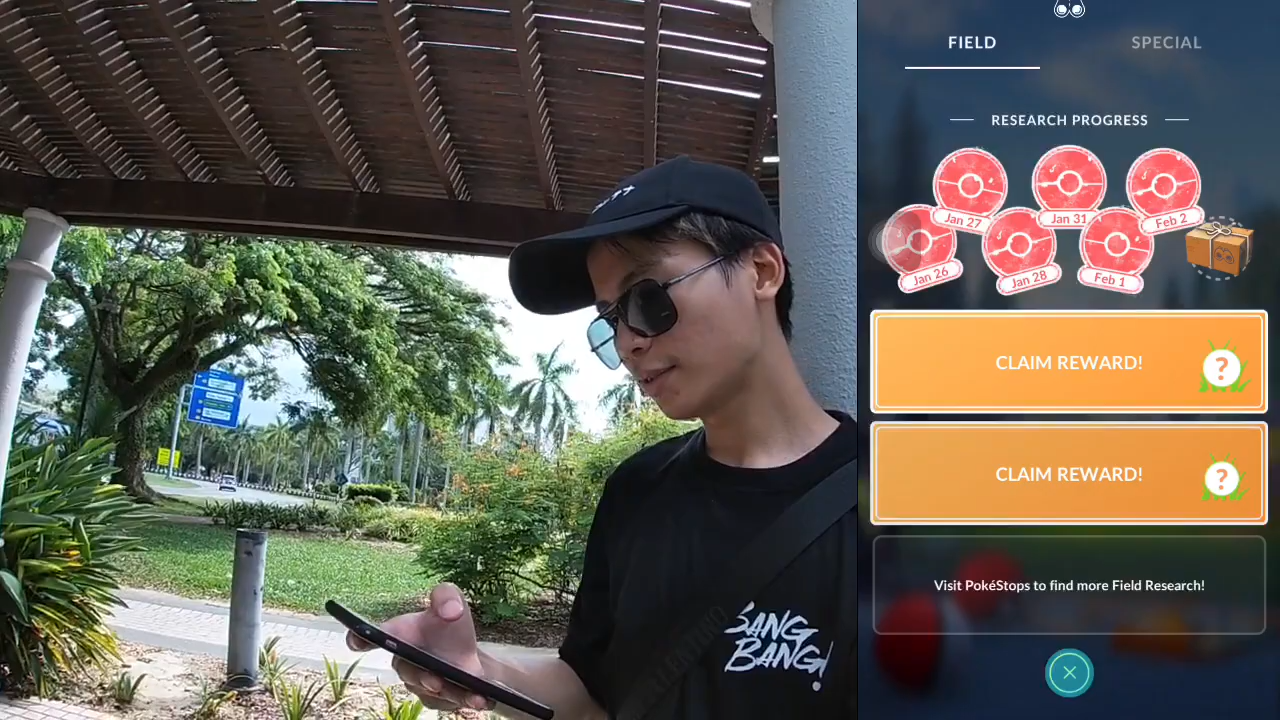 FIELD
SPECIAL
RESEARCH PROGRESS
Jan 27
Jan 31
Feb 2
Jan 26
Jan 28
Feb 1
CLAIM REWARD!
?
CLAIM REWARD!
?
Visit PokéStops to find more Field Research!
BANG
BANG!